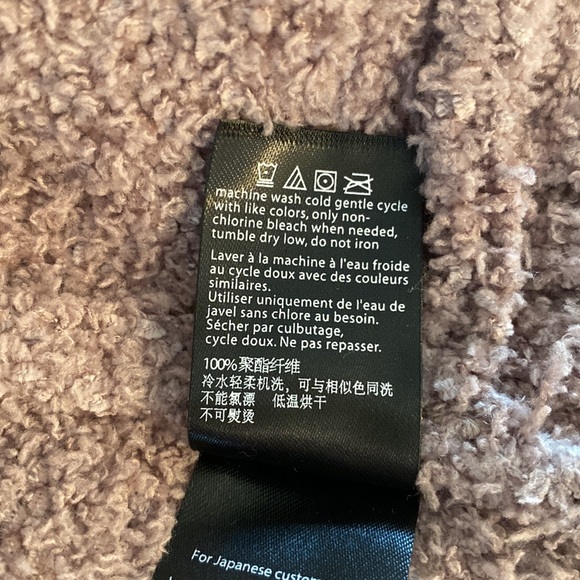 machine wash cold gentle cycle
with like colors, only non-
chlorine bleach when needed,
tumble dry low, do not iron
Laver à la machine à l'eau froide
au cycle doux avec des couleurs
similaires.
Utiliser uniquement de l'eau de
javel sans chlore au besoin.
Sécher par culbutage,
cycle doux. Ne pas repasser.
100%聚酯纤维
冷水轻柔机洗，可与相似色同洗
不能氯漂 低温烘干
不可熨烫
For Japanese